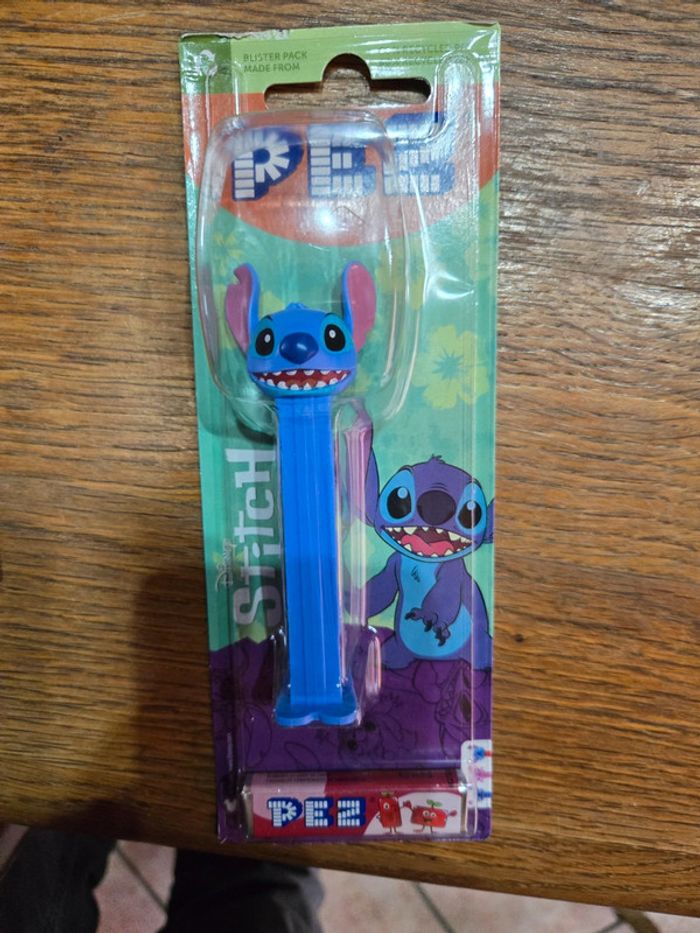 BLISTER PACK
MADE FROM
PEZ
Disney
Stitch
PEZ